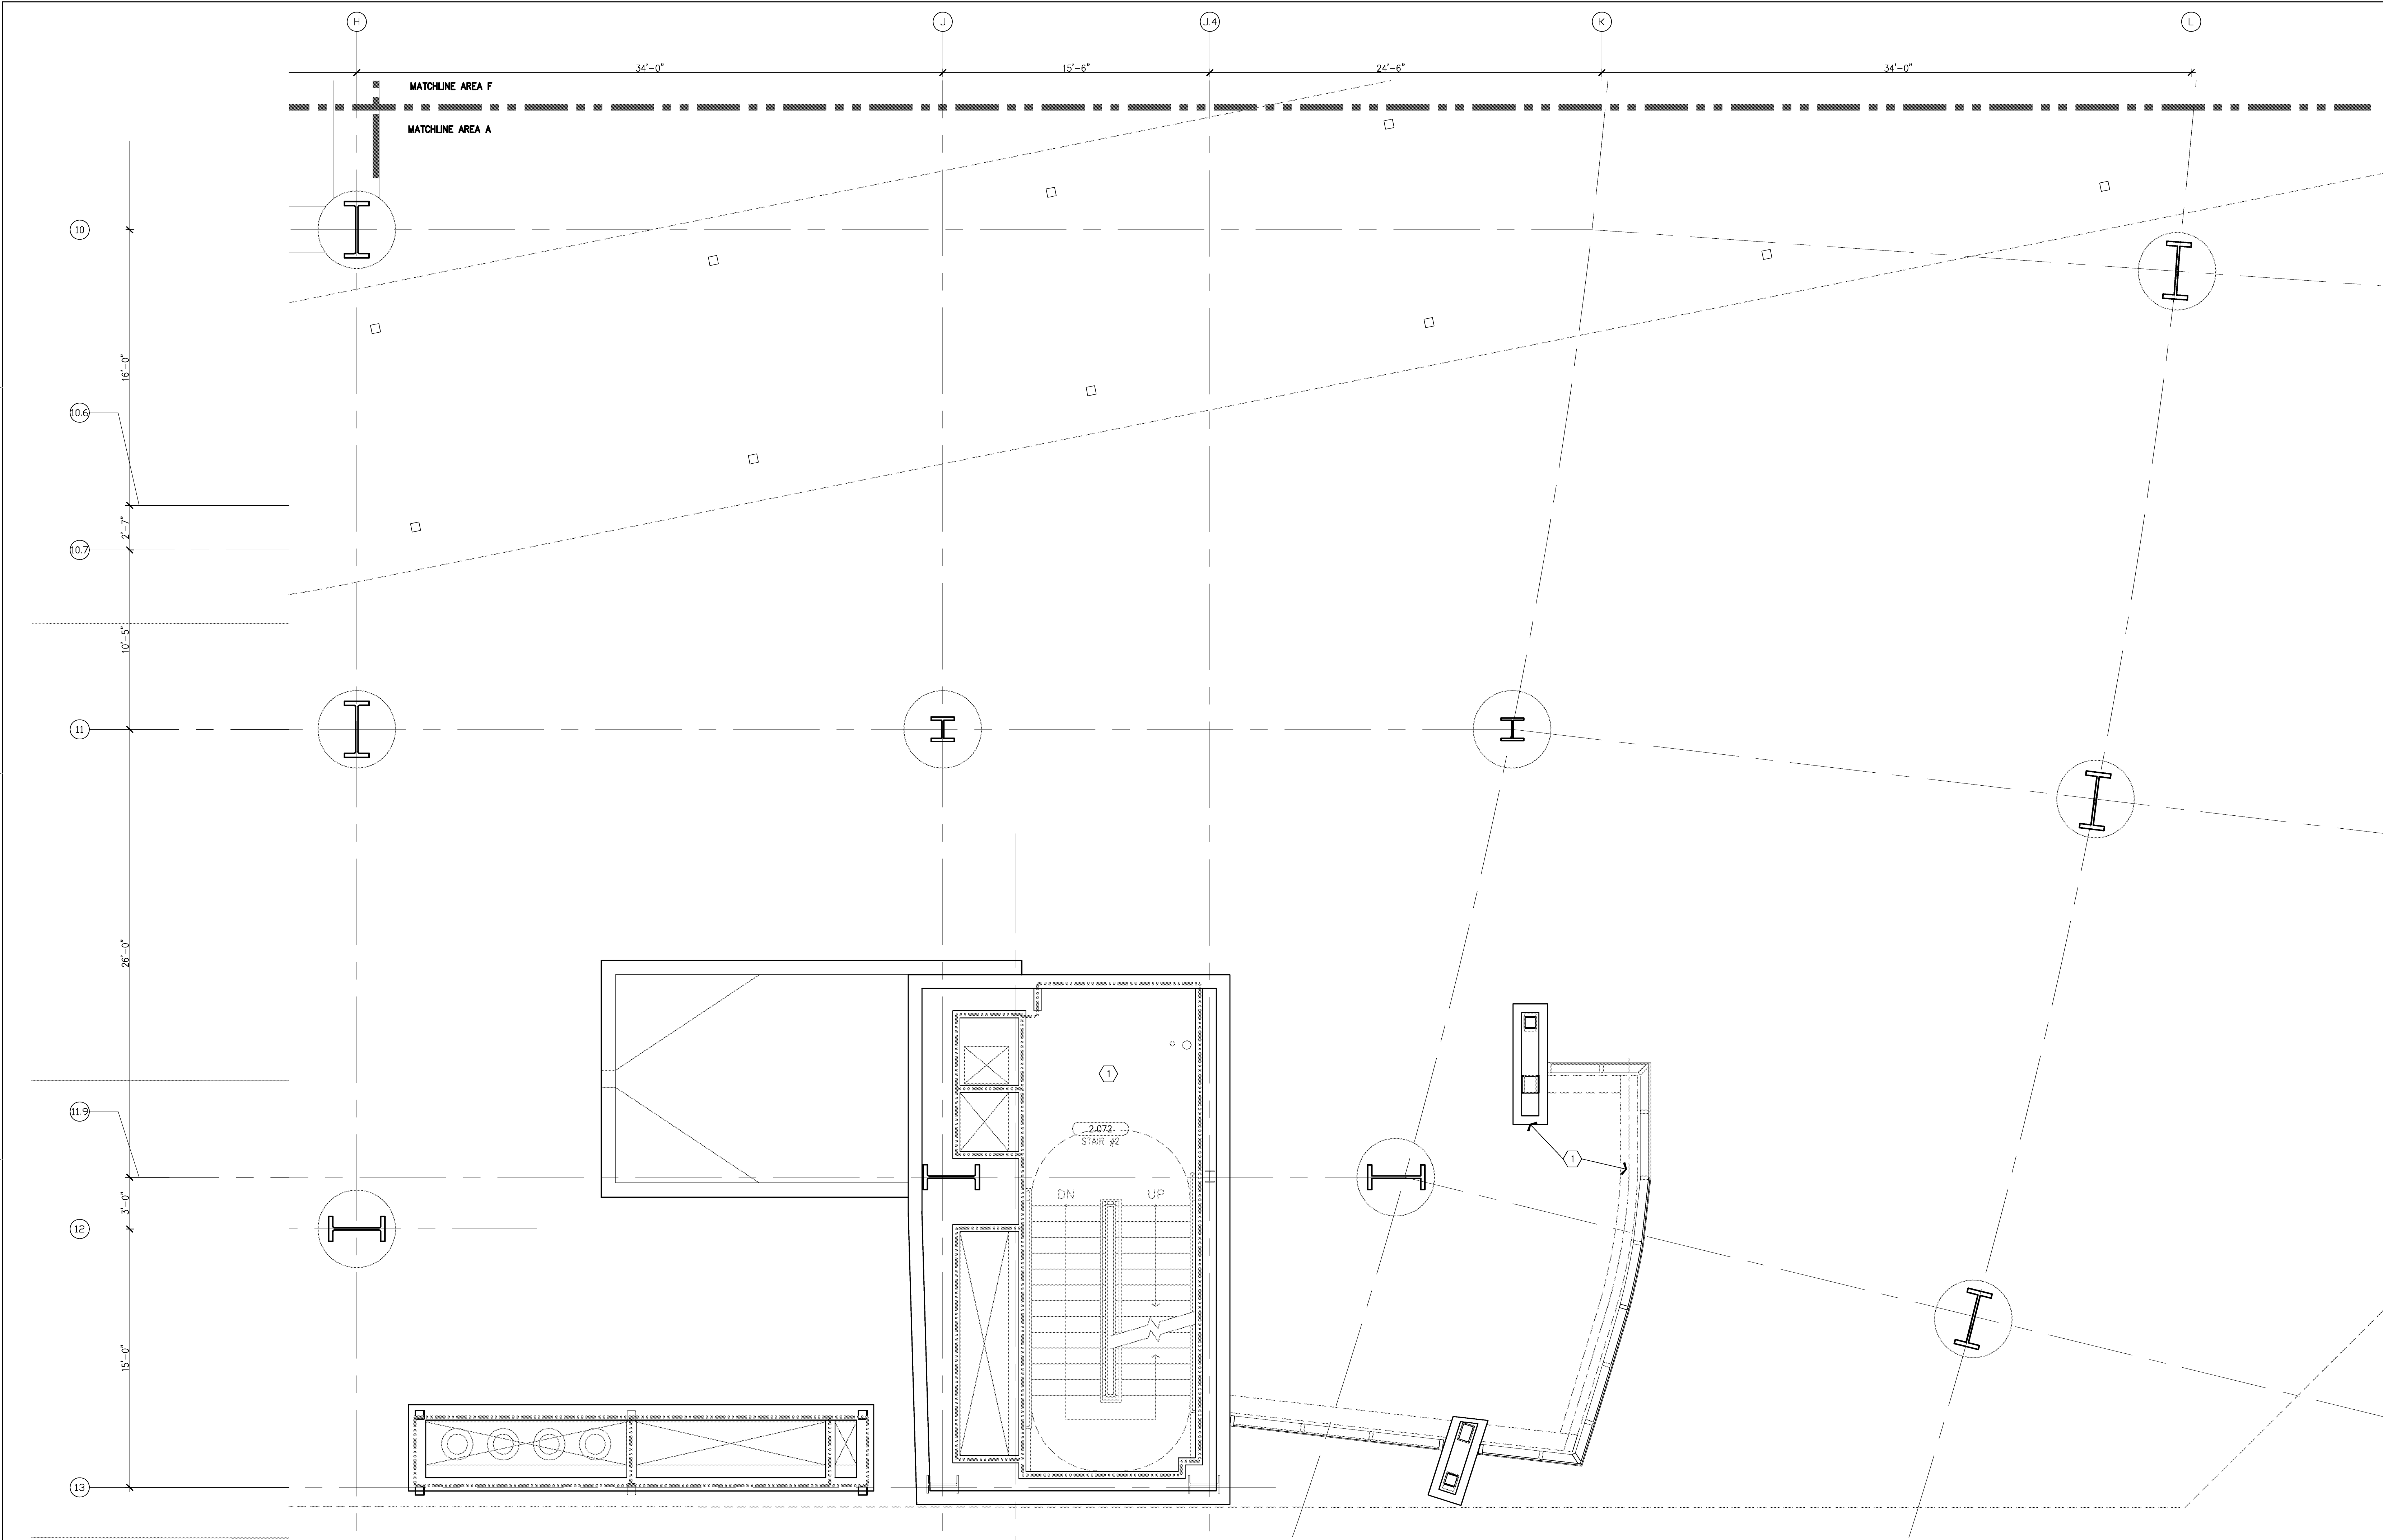 H
J
J.4
K
L
34'-0"
15'-6"
24'-6"
34'-0"
MATCHLINE AREA F
MATCHLINE AREA A
10
16'-0"
10.6
2'-7"
10.7
10'-5"
11
26'-0"
1
11.9
2.072
STAIR #2
1
DN
UP
3'-0"
12
15'-0"
13